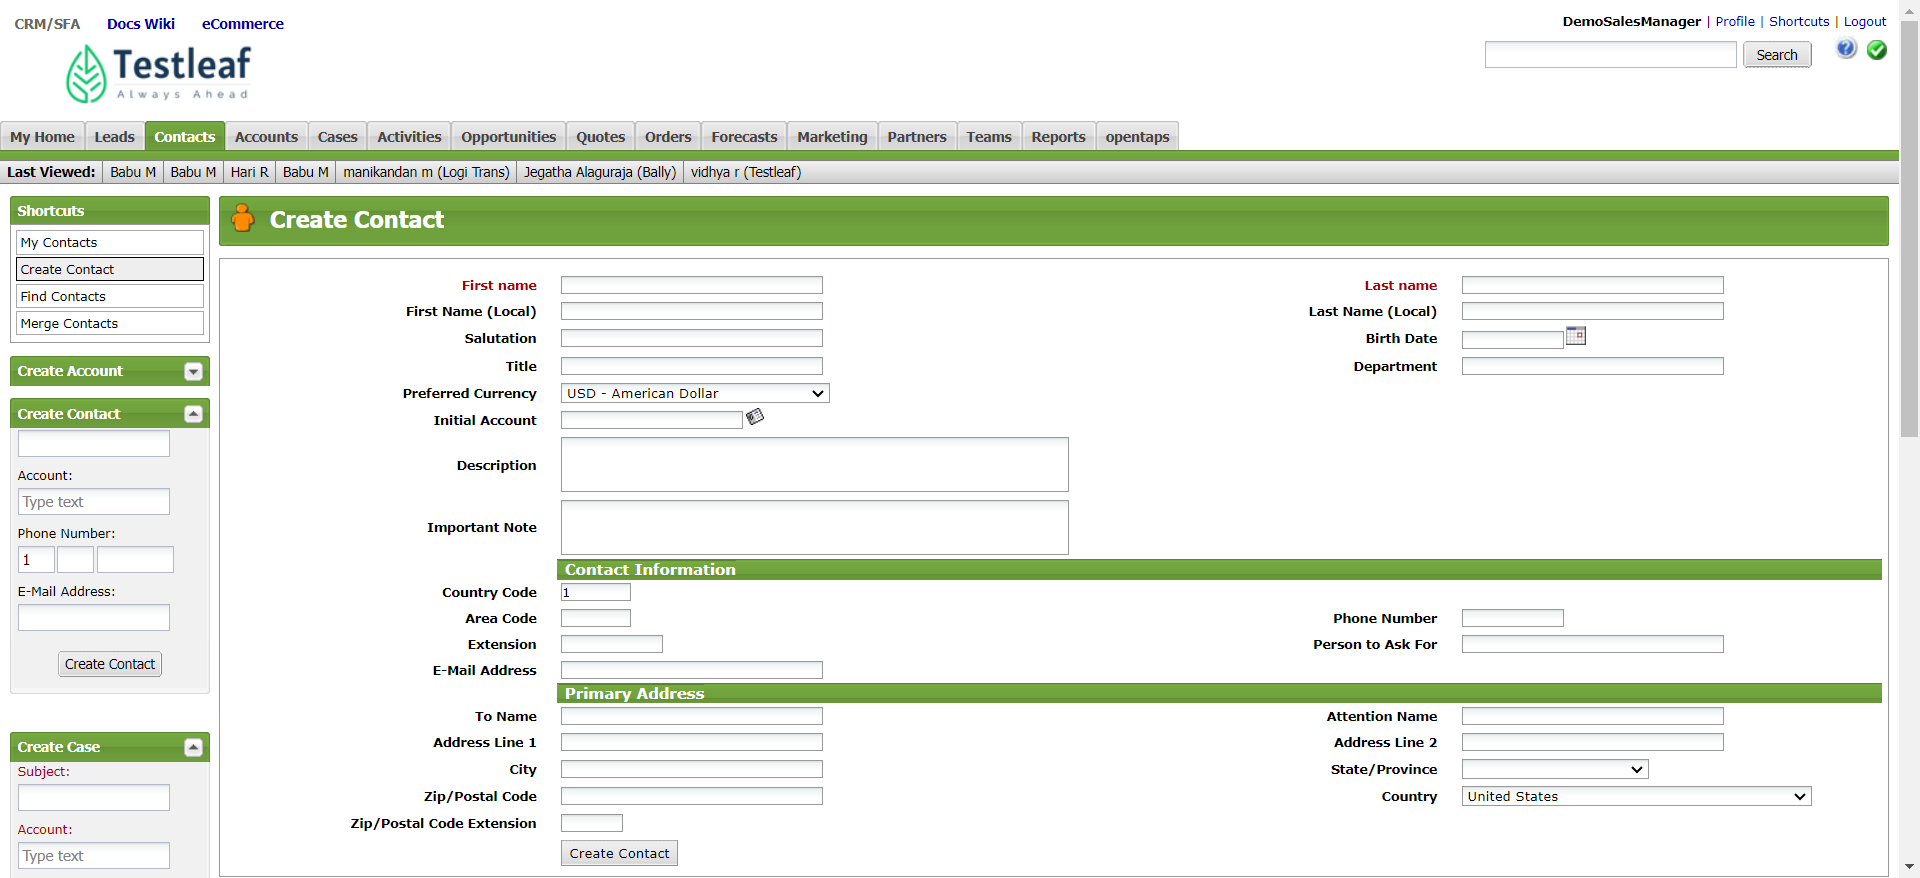 CRM/SFA Docs Wiki eCommerce
DemoSalesManager | Profile | Shortcuts | Logout
Testleaf
Always Ahead
Search
My Home Leads Contacts Accounts Cases Activities Opportunities Quotes Orders Forecasts Marketing Partners Teams Reports opentaps
Last Viewed: Babu M Babu M Hari R Babu M manikandan m (Logi Trans) Jegatha Alaguraja (Bally) vidhya r (Testleaf)
Shortcuts
My Contacts
Create Contact
Find Contacts
Merge Contacts
Create Account
Create Contact
Account:
Type text
Phone Number:
1
E-Mail Address:
Create Contact
Create Case
Subject:
Account:
Type text
Create Contact
First name Last name
First Name (Local) Last Name (Local)
Salutation Birth Date
Title Department
Preferred Currency USD - American Dollar
Initial Account
Description
Important Note
Contact Information
Country Code 1
Area Code Phone Number
Extension Person to Ask For
E-Mail Address
Primary Address
To Name Attention Name
Address Line 1 Address Line 2
City State/Province
Zip/Postal Code Country United States
Zip/Postal Code Extension
Create Contact